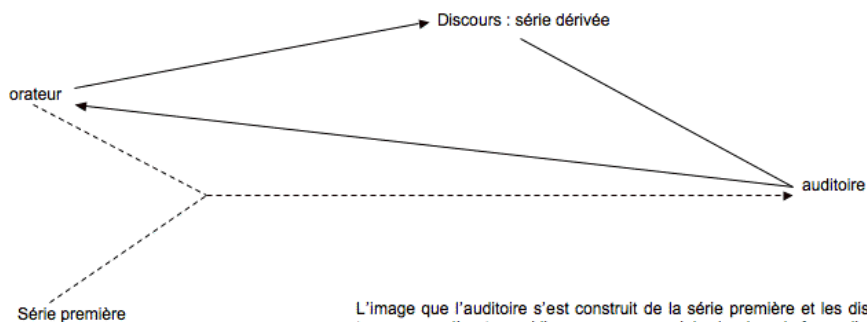 Discours : série dérivée
orateur
auditoire
Série première
L'image que l'auditoire s'est construit de la série première et les dis